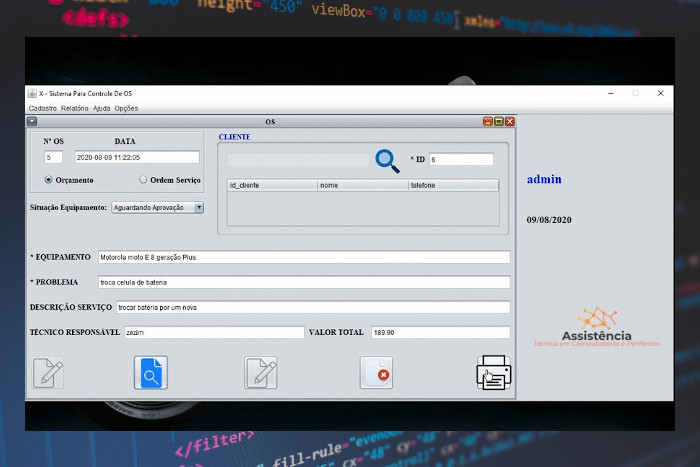 height="450" viewBox="0 0 800 450"
<defs>
X - Sistema Para Controle De OS
Cadastro Relatório Ajuda Opções
OS
Nº OS DATA
5 2020-08-09 11:22:05
Orçamento Ordem Serviço
Situação Equipamento: Aguardando Aprovação
CLIENTE
* ID 6
id_cliente nome telefone
* EQUIPAMENTO Motorola moto E 8 geração Plus
* PROBLEMA troca celula de bateria
DESCRIÇÃO SERVIÇO trocar bateria por um nova
TÉCNICO RESPONSÁVEL zezim VALOR TOTAL 189.90
admin
09/08/2020
Assistência
Técnica em Computadores e Periféricos
</filter>
fill-rule="evenodd
cx="48" cy="48"